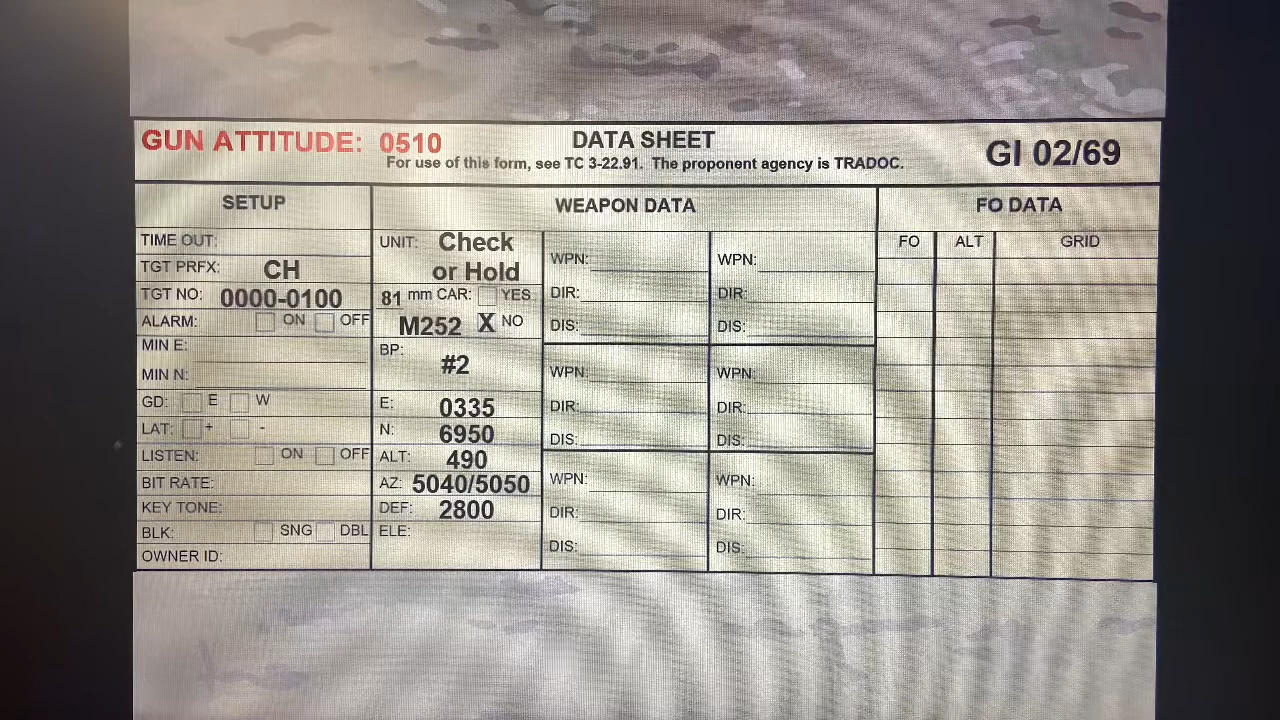 GUN ATTITUDE: 0510
DATA SHEET
For use of this form, see TC 3-22.91. The proponent agency is TRADOC.
GI 02/69
SETUP
TIME OUT:
TGT PRFX: CH
TGT NO: 0000-0100
ALARM: ON OFF
MIN E:
MIN N:
GD: E W
LAT: + -
LISTEN: ON OFF
BIT RATE:
KEY TONE:
BLK: SNG DBL
OWNER ID:
WEAPON DATA
UNIT: Check
or Hold
81 mm CAR: YES
M252 X NO
BP:
#2
E: 0335
N: 6950
ALT: 490
AZ: 5040/5050
DEF: 2800
ELE:
WPN:
DIR:
DIS:
WPN:
DIR:
DIS:
WPN:
DIR:
DIS:
WPN:
DIR:
DIS:
WPN:
DIR:
DIS:
WPN:
DIR:
DIS:
FO DATA
FO ALT GRID